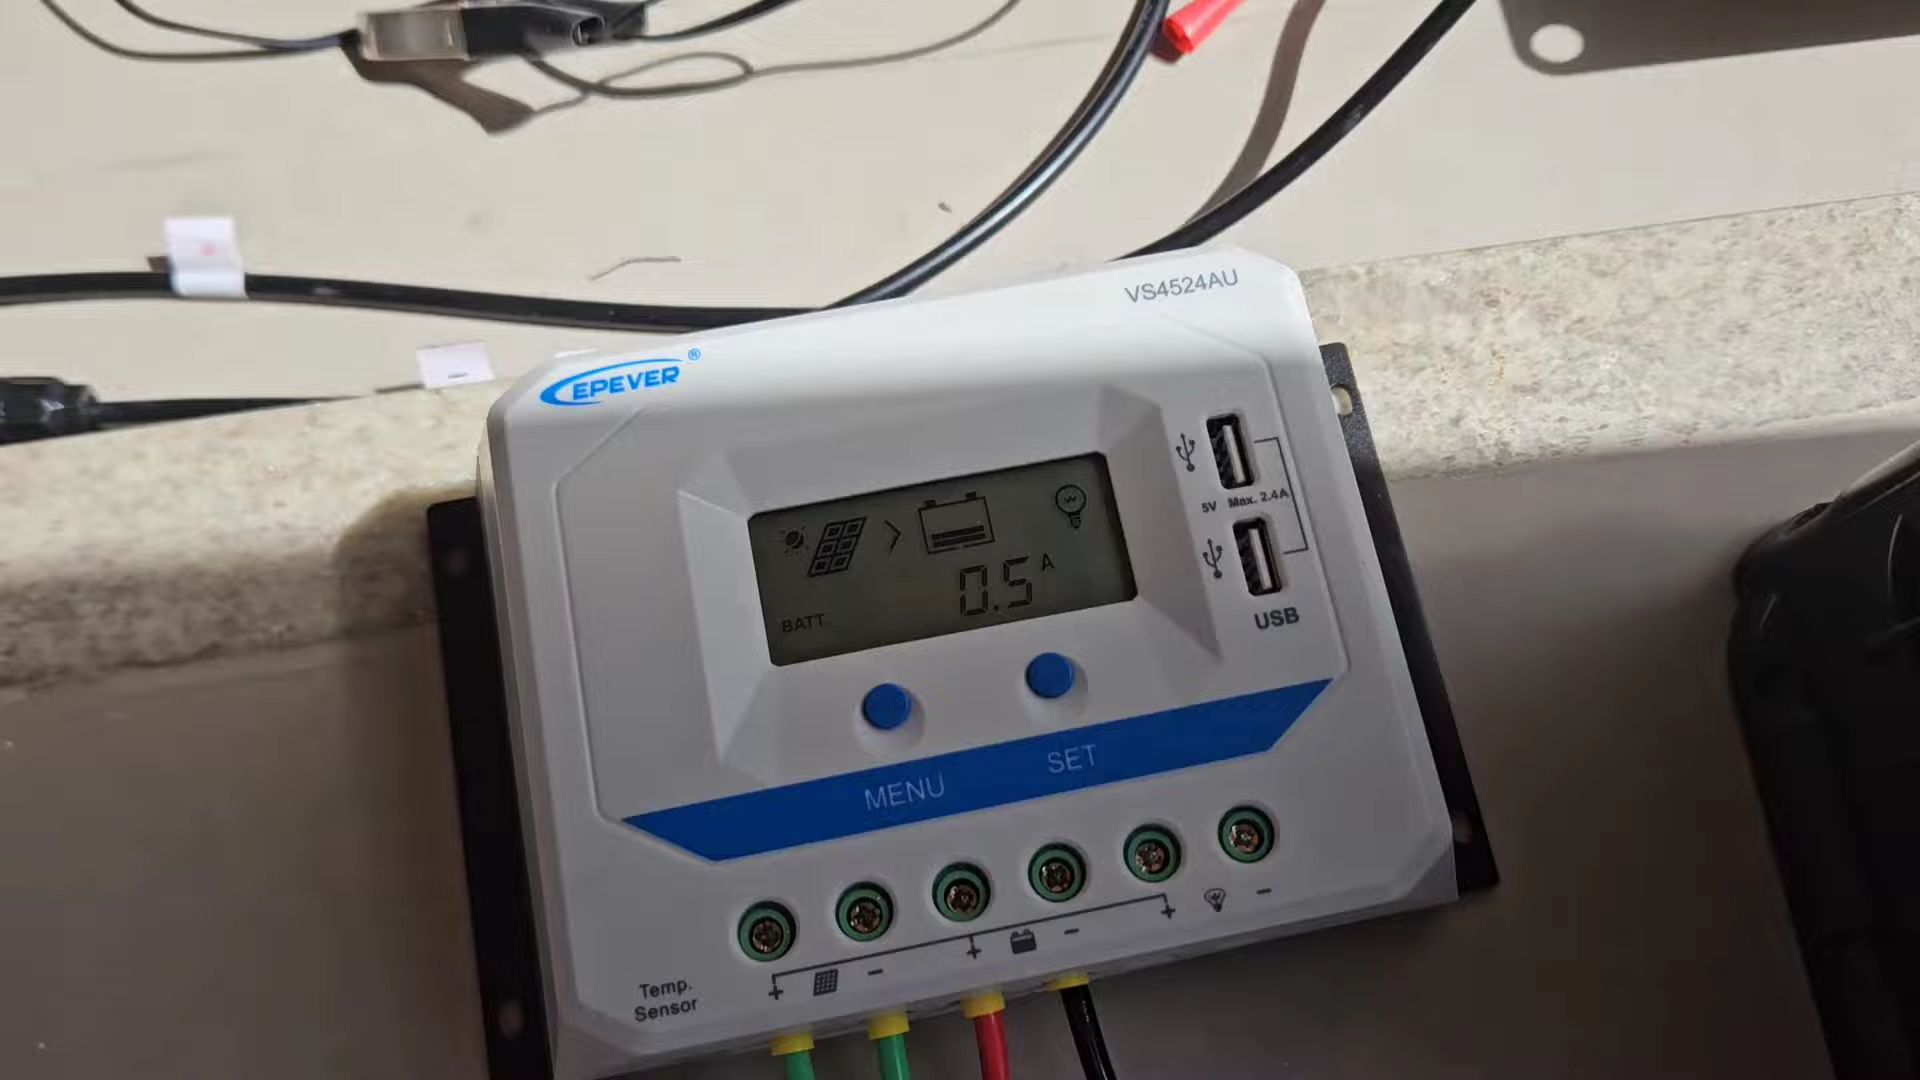 VS4524AU
EPEVER®
5V Max. 2.4A
0.5 A
BATT.
USB
MENU
SET
+ - + - + -
Temp.
Sensor